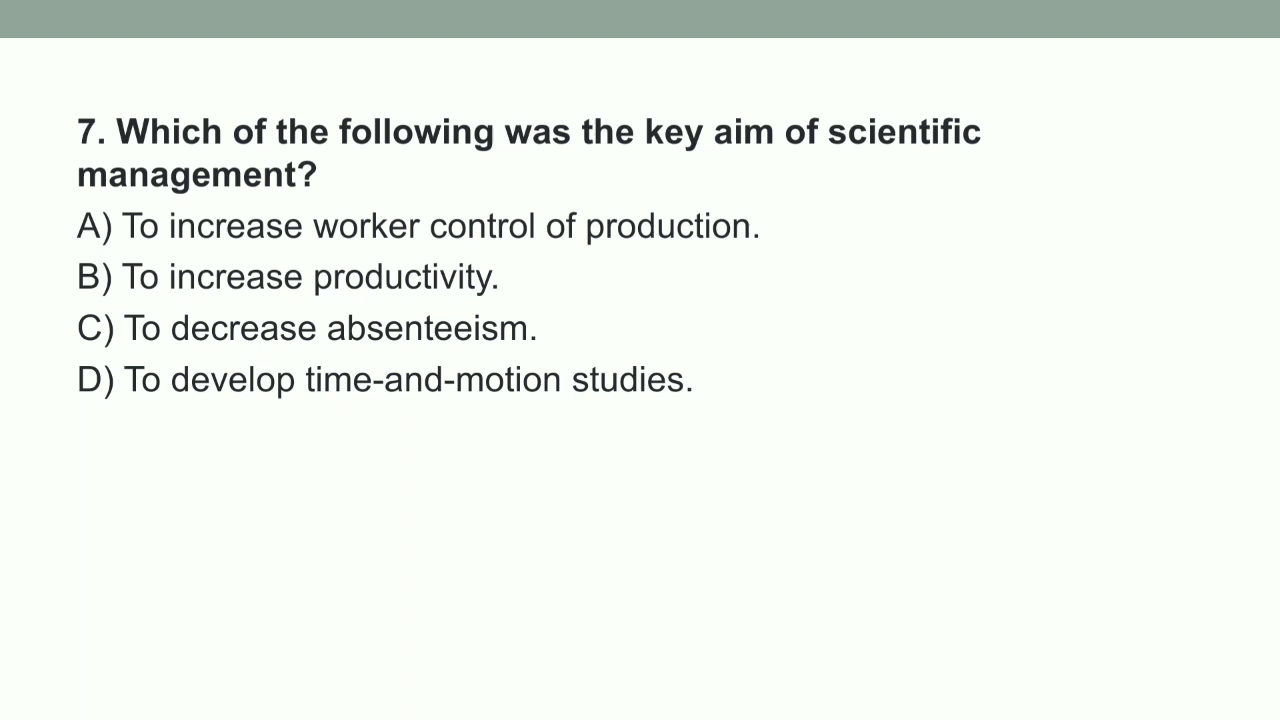 7. Which of the following was the key aim of scientific
management?
A) To increase worker control of production.
B) To increase productivity.
C) To decrease absenteeism.
D) To develop time-and-motion studies.